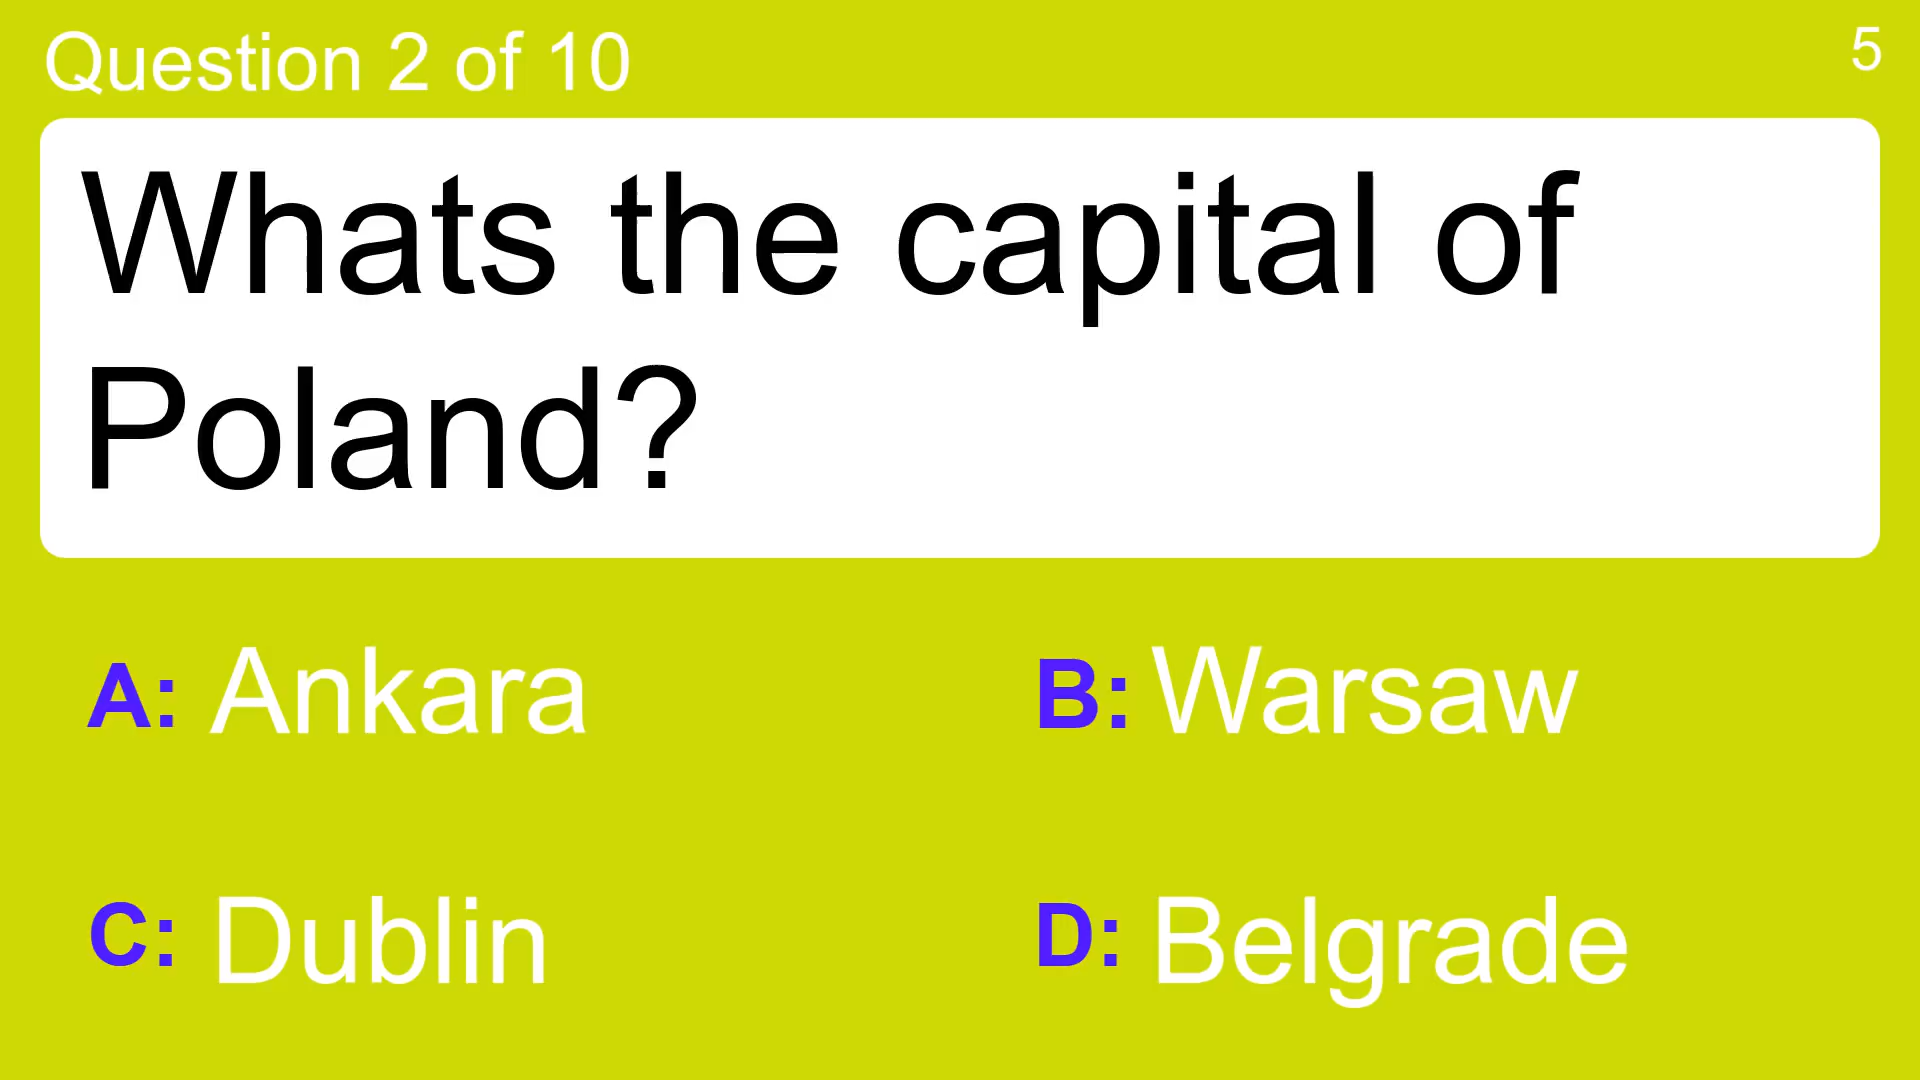 Question 2 of 10
5
Whats the capital of
Poland?
A: Ankara
B: Warsaw
C: Dublin
D: Belgrade